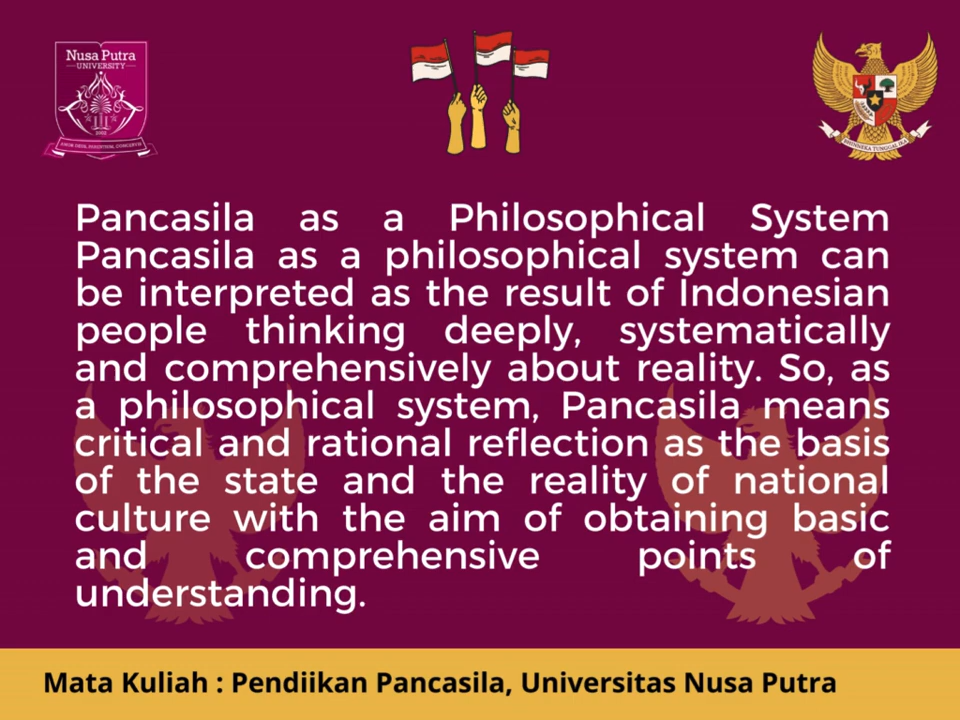 Nusa Putra
UNIVERSITY
BHINNEKA TUNGGAL IKA
Pancasila as a Philosophical System
Pancasila as a philosophical system can
be interpreted as the result of Indonesian
people thinking deeply, systematically
and comprehensively about reality. So, as
a philosophical system, Pancasila means
critical and rational reflection as the basis
of the state and the reality of national
culture with the aim of obtaining basic
and comprehensive points of
understanding.
Mata Kuliah : Pendiikan Pancasila, Universitas Nusa Putra